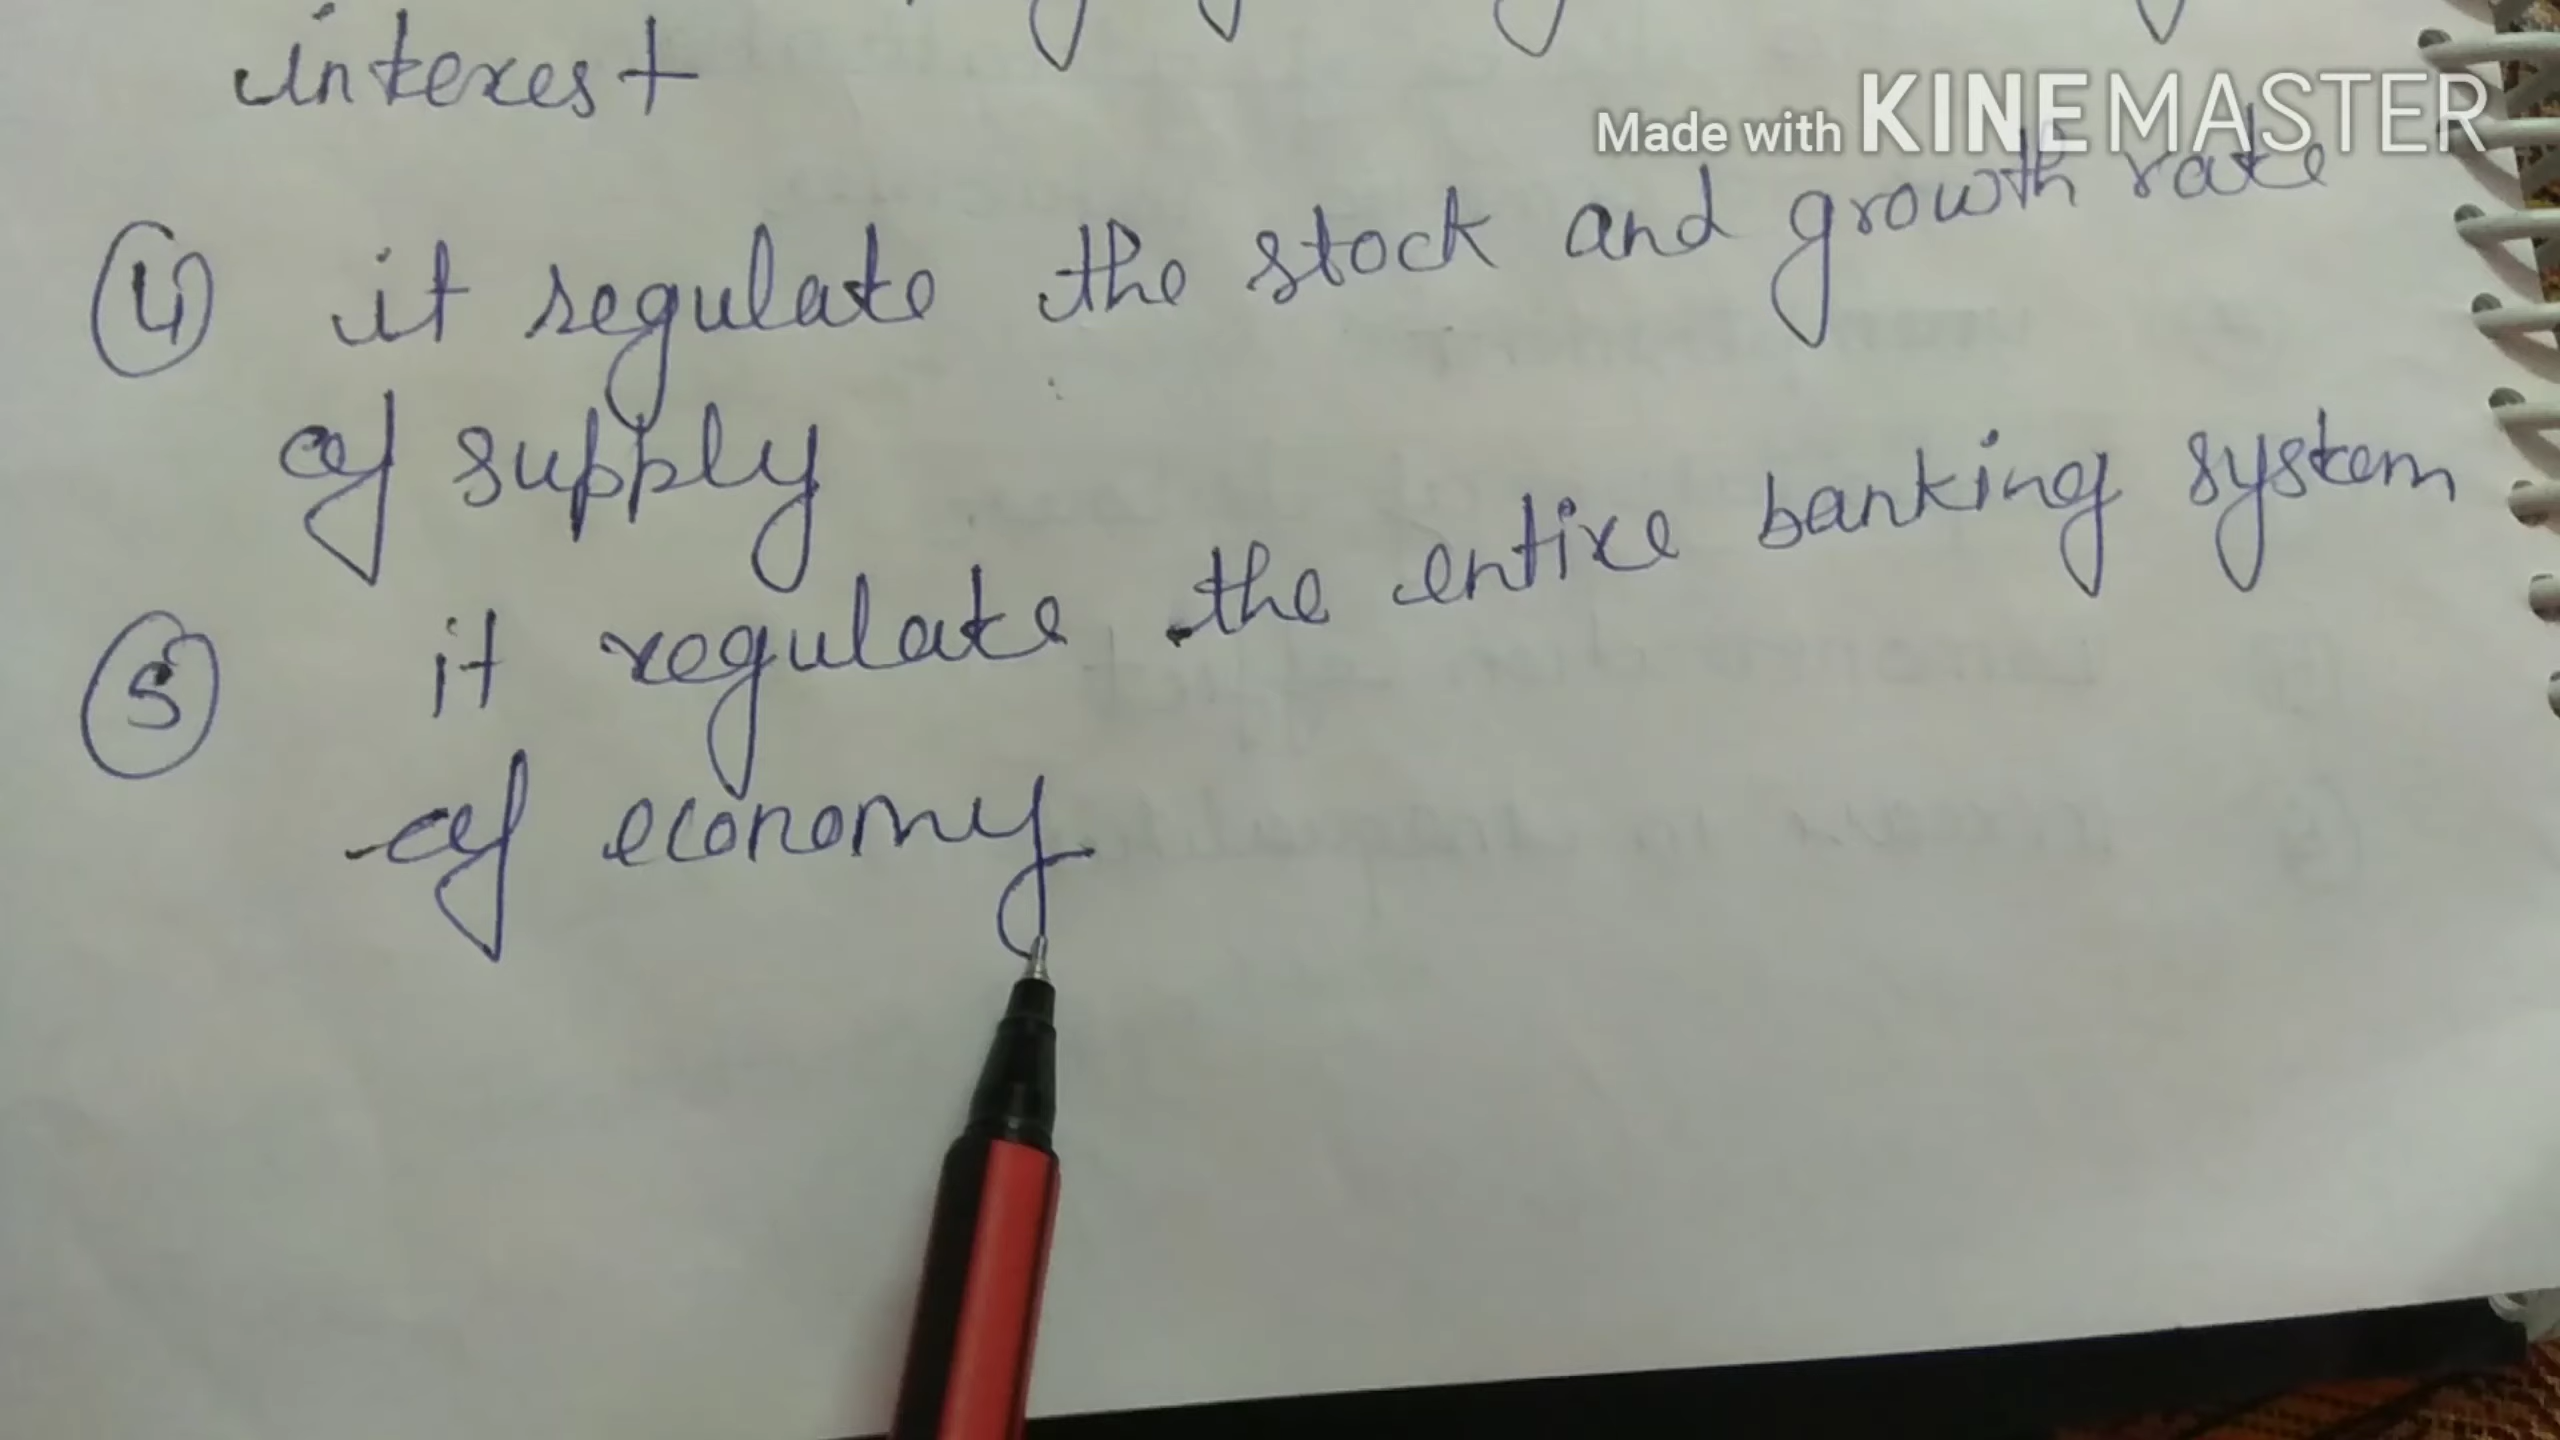 interest
Made with KINEMASTER
④ it regulate the stock and growth rate
of supply
⑤ it regulate the entire banking system
of economy